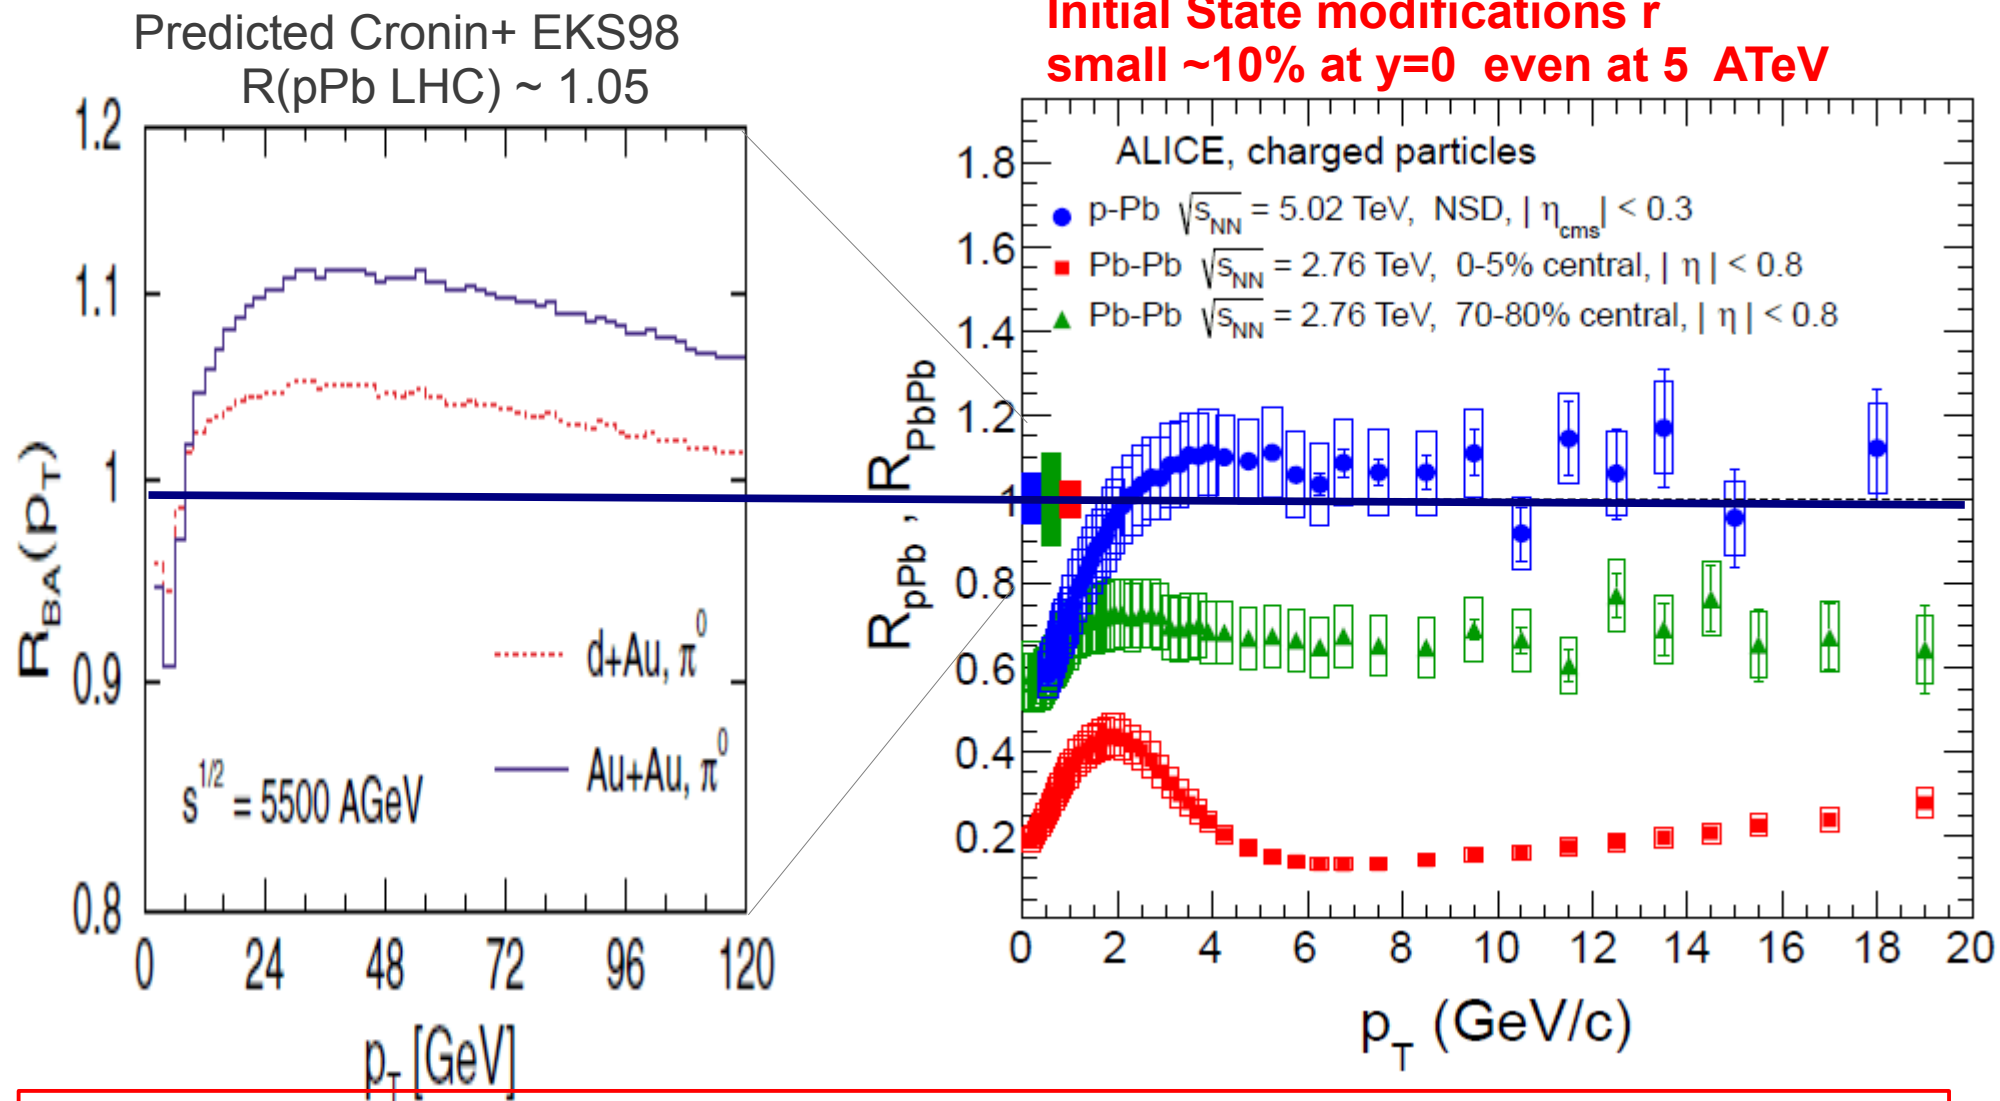 Predicted Cronin+ EKS98
R(pPb LHC) ~ 1.05
Initial State modifications r
small ~10% at y=0 even at 5 ATeV
1.2
1.1
1
0.9
0.8
R_BA(p_T)
d+Au, π^0
Au+Au, π^0
s^1/2 = 5500 AGeV
0 24 48 72 96 120
p_T [GeV]
ALICE, charged particles
p-Pb √s_NN = 5.02 TeV, NSD, | η_cms| < 0.3
Pb-Pb √s_NN = 2.76 TeV, 0-5% central, | η | < 0.8
Pb-Pb √s_NN = 2.76 TeV, 70-80% central, | η | < 0.8
1.8
1.6
1.4
1.2
1
0.8
0.6
0.4
0.2
R_pPb , R_PbPb
0 2 4 6 8 10 12 14 16 18 20
p_T (GeV/c)